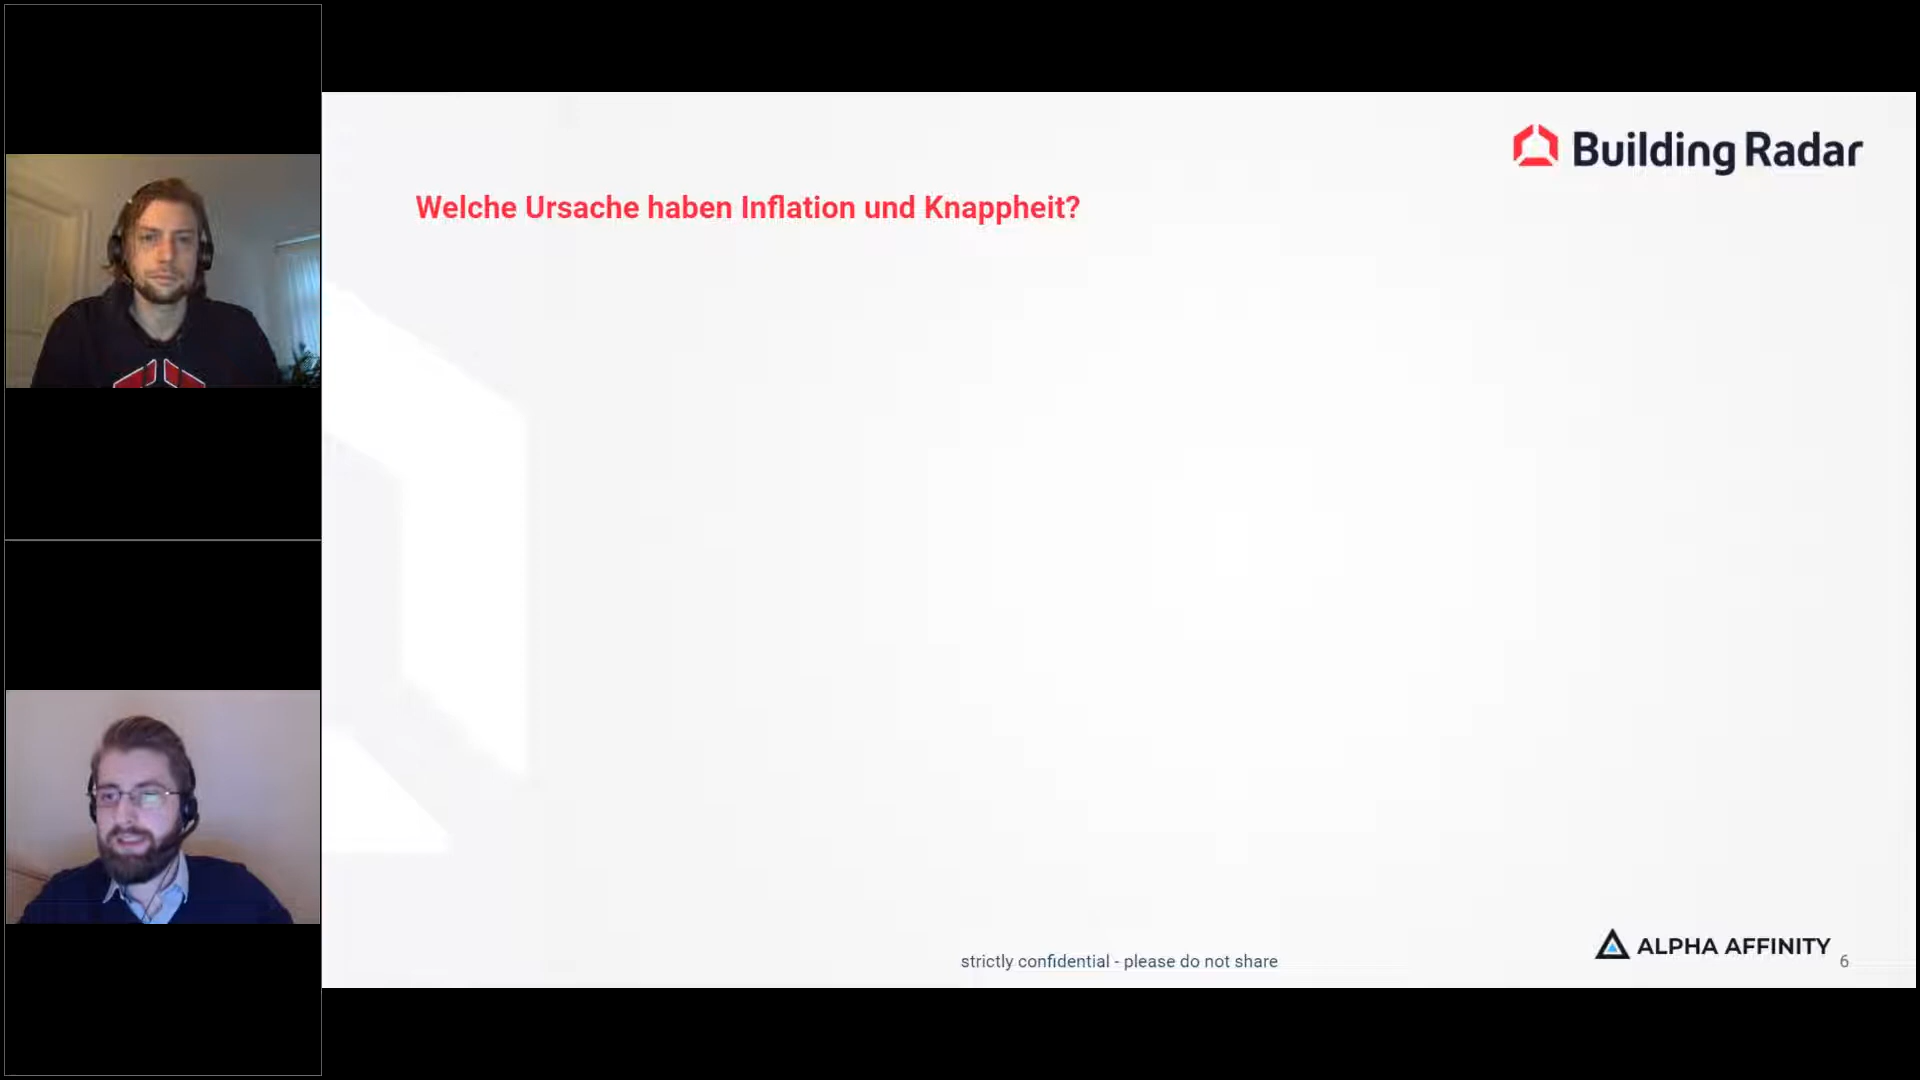 Building Radar
Welche Ursache haben Inflation und Knappheit?
ALPHA AFFINITY
strictly confidential - please do not share
6